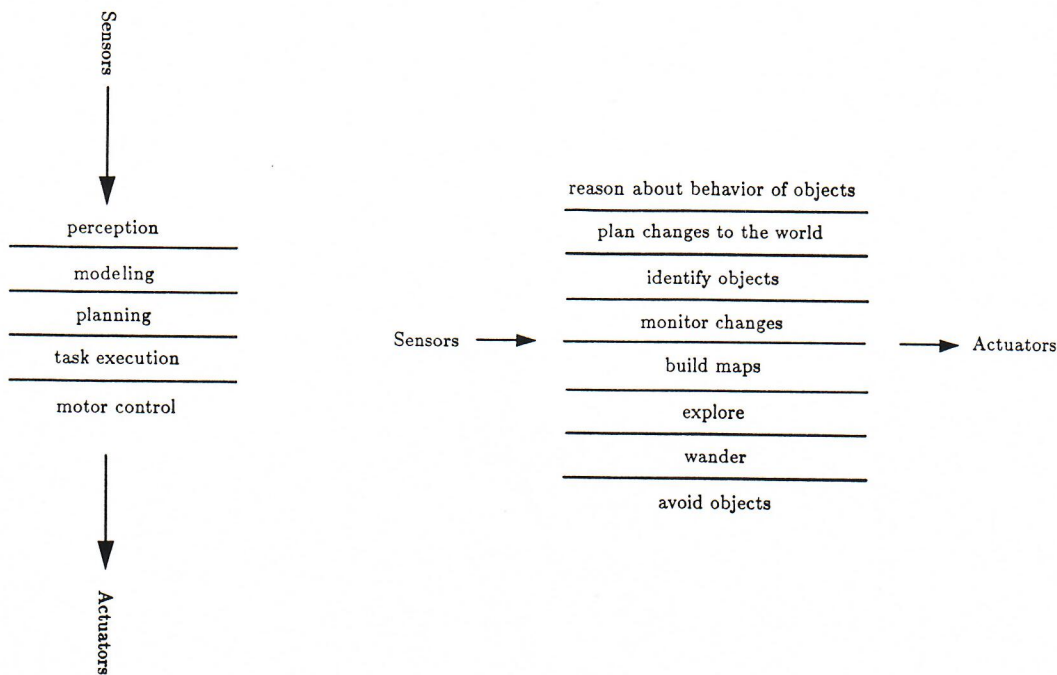 Sensors
perception
modeling
planning
task execution
motor control
Actuators
reason about behavior of objects
plan changes to the world
identify objects
monitor changes
build maps
explore
wander
avoid objects
Sensors
Actuators